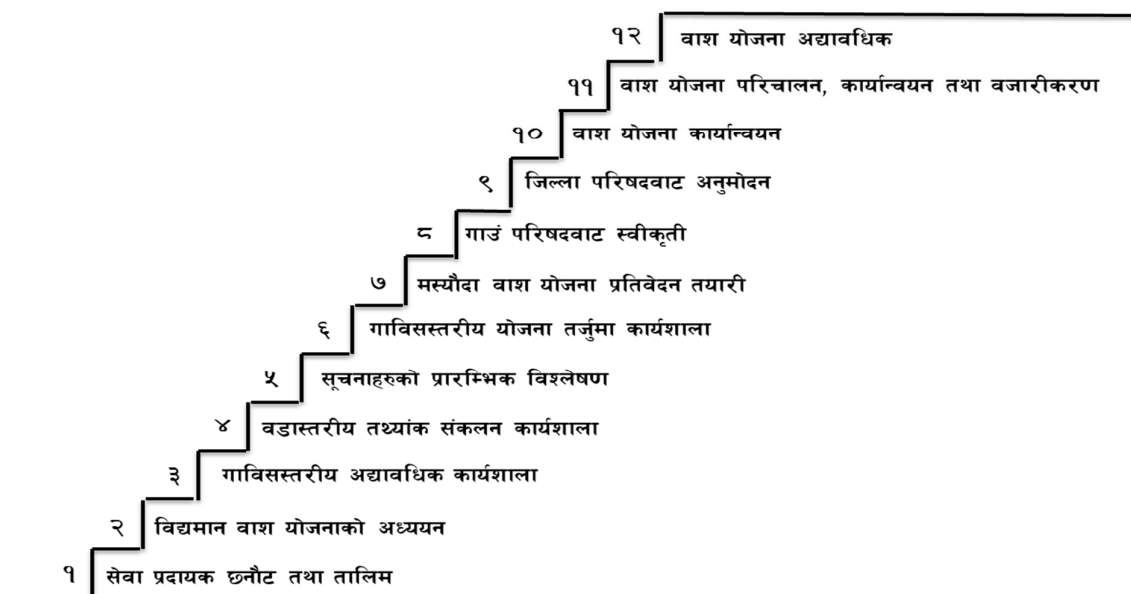 १२ वाश योजना अद्यावधिक
११ वाश योजना परिचालन, कार्यान्वयन तथा वजारीकरण
१० वाश योजना कार्यान्वयन
९ जिल्ला परिषदवाट अनुमोदन
८ गाउं परिषदवाट स्वीकृती
७ मस्यौदा वाश योजना प्रतिवेदन तयारी
६ गाविसस्तरीय योजना तर्जुमा कार्यशाला
५ सूचनाहरुको प्रारम्भिक विश्लेषण
४ वडास्तरीय तथ्यांक संकलन कार्यशाला
३ गाविसस्तरीय अद्यावधिक कार्यशाला
२ विद्यमान वाश योजनाको अध्ययन
१ सेवा प्रदायक छनौट तथा तालिम